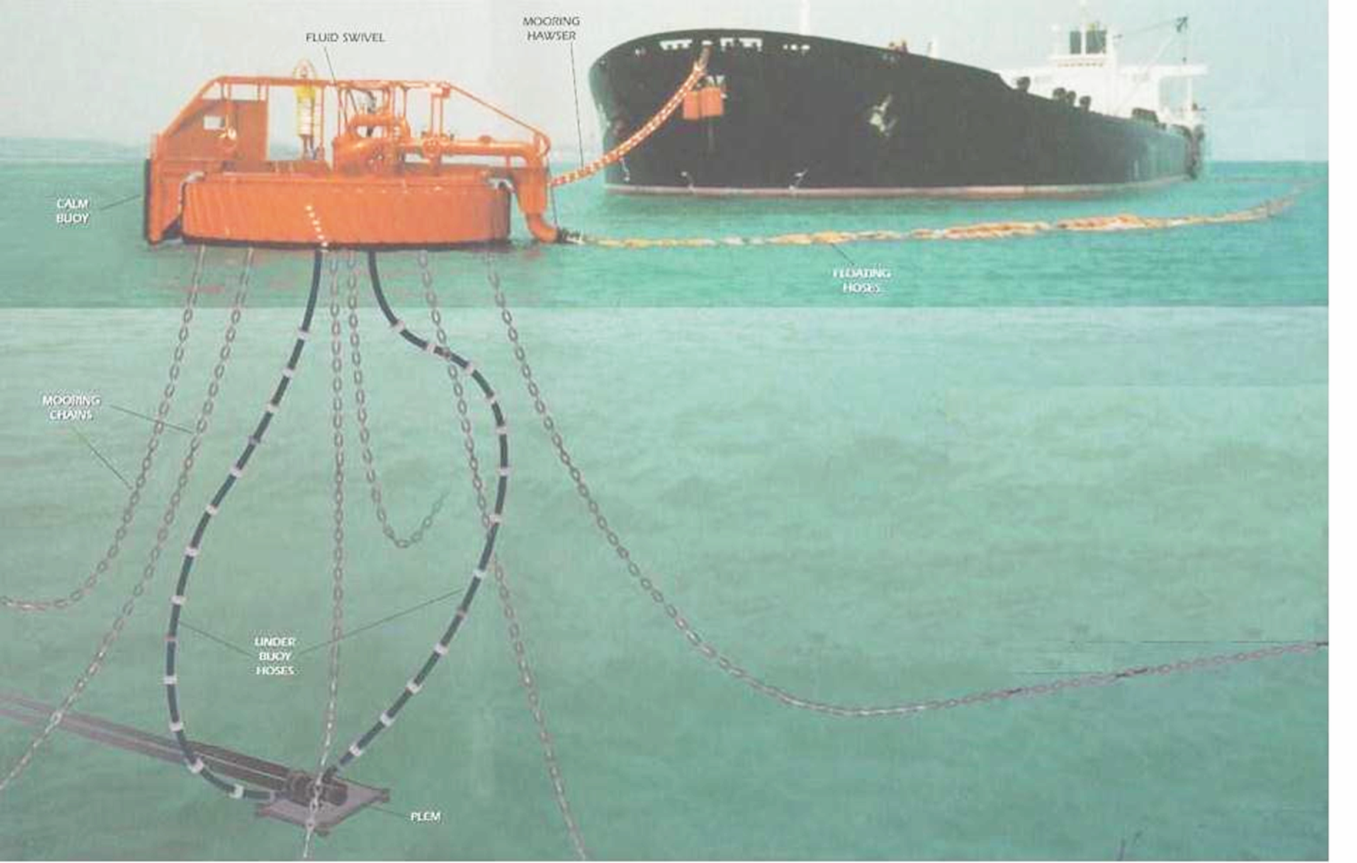 FLUID SWIVEL
MOORING
HAWSER
CALM
BUOY
FLOATING
HOSES
MOORING
CHAINS
UNDER
BUOY
HOSES
PLEM